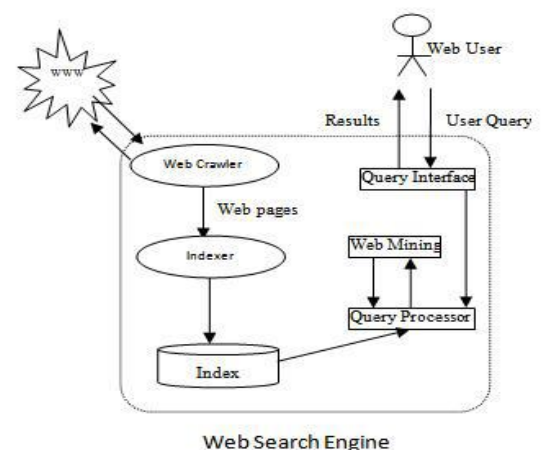 WWW
Web User
Results
User Query
Web Crawler
Query Interface
Web pages
Web Mining
Indexer
Query Processor
Index
Web Search Engine